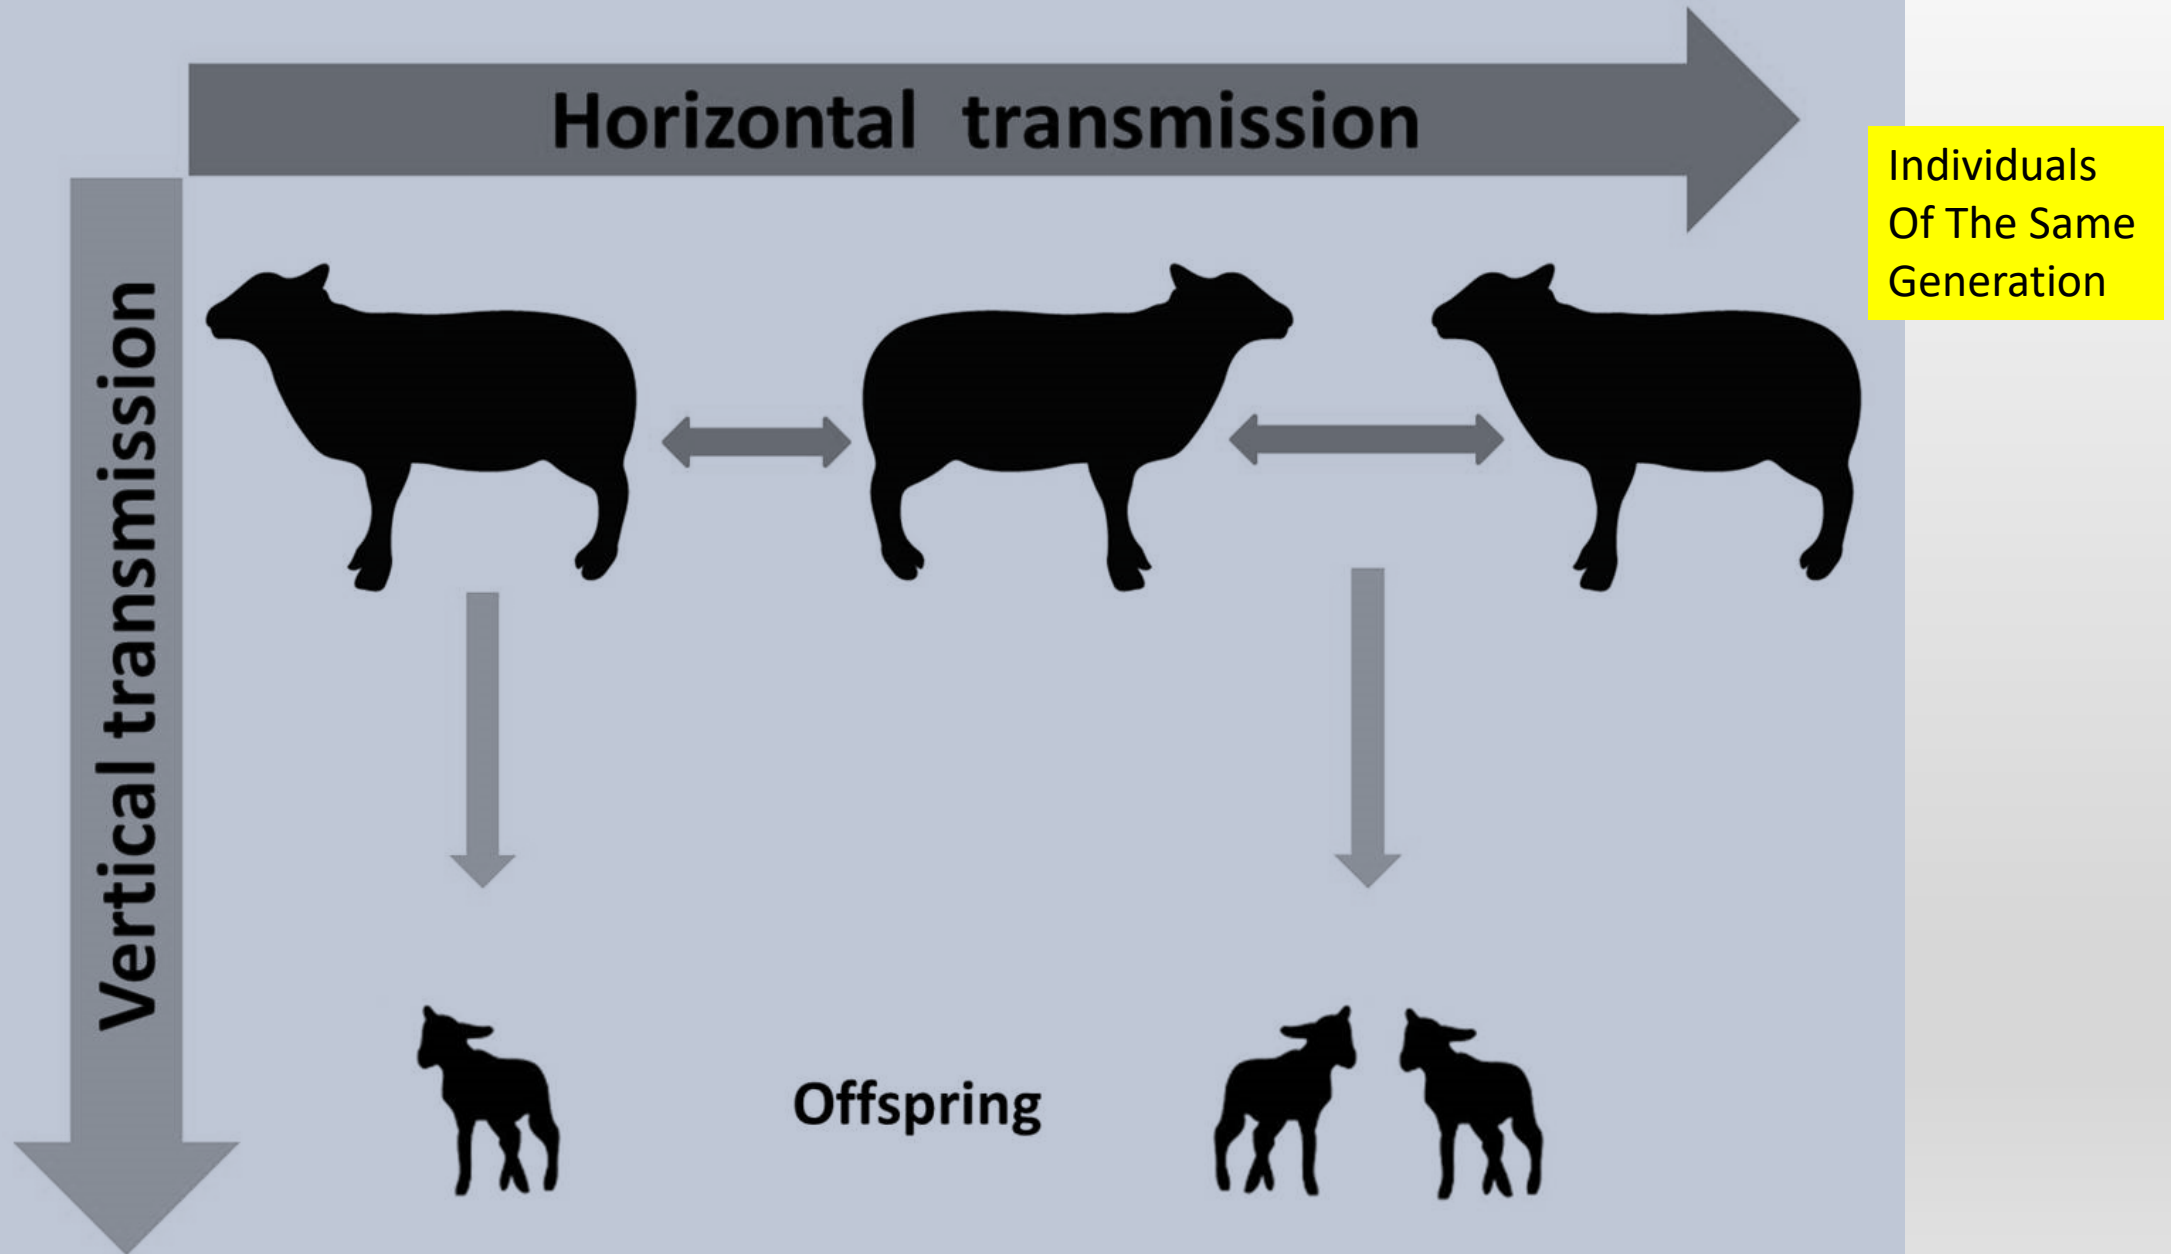 Horizontal transmission
Individuals
Of The Same
Generation
Vertical transmission
Offspring